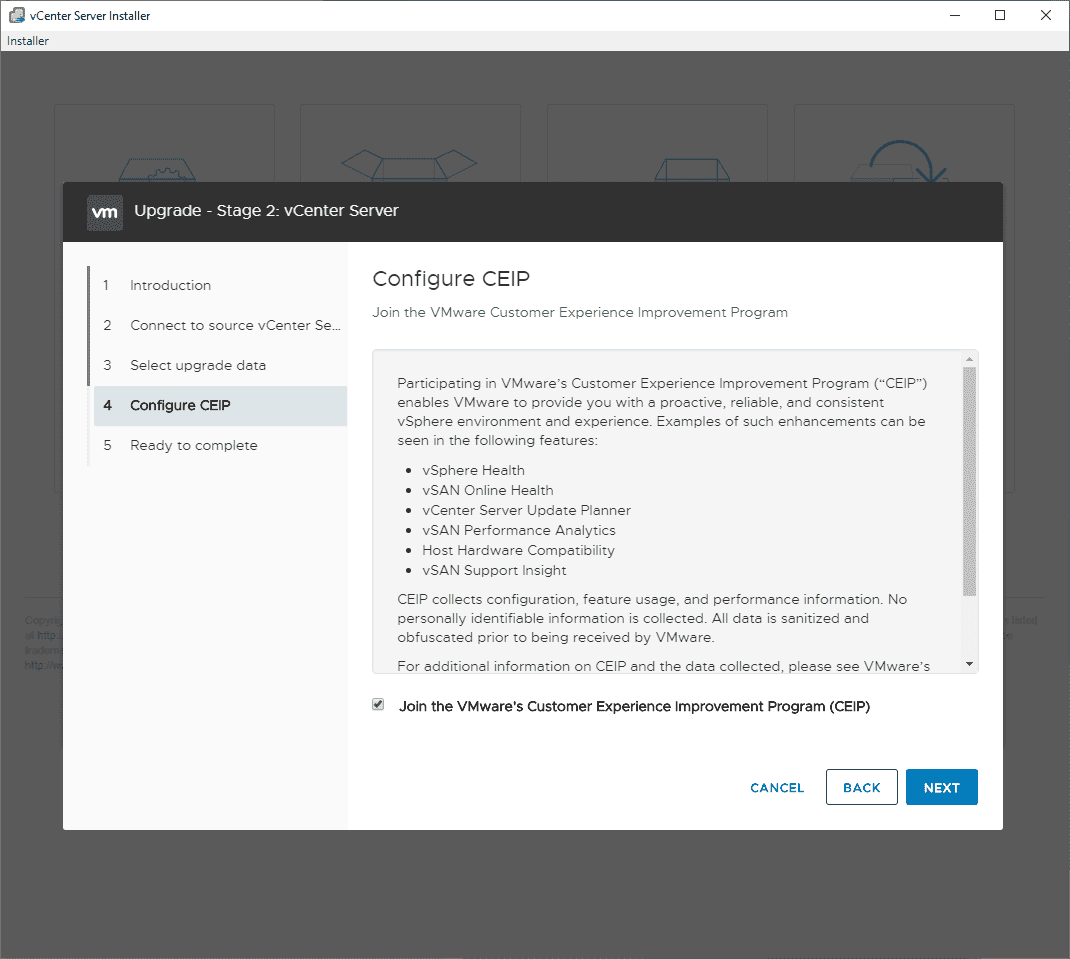 vCenter Server Installer
Installer
vm
Upgrade - Stage 2: vCenter Server
1 Introduction
2 Connect to source vCenter Se...
3 Select upgrade data
4 Configure CEIP
5 Ready to complete
Configure CEIP
Join the VMware Customer Experience Improvement Program
Participating in VMware’s Customer Experience Improvement Program (“CEIP”)
enables VMware to provide you with a proactive, reliable, and consistent
vSphere environment and experience. Examples of such enhancements can be
seen in the following features:
• vSphere Health
• vSAN Online Health
• vCenter Server Update Planner
• vSAN Performance Analytics
• Host Hardware Compatibility
• vSAN Support Insight
CEIP collects configuration, feature usage, and performance information. No
personally identifiable information is collected. All data is sanitized and
obfuscated prior to being received by VMware.
For additional information on CEIP and the data collected, please see VMware’s
Join the VMware’s Customer Experience Improvement Program (CEIP)
CANCEL
BACK
NEXT